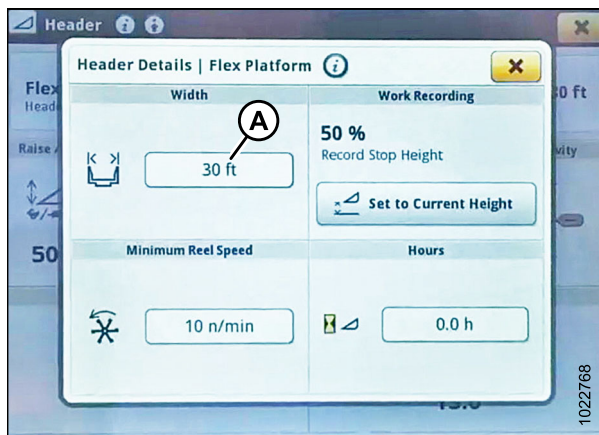 Header
Header Details | Flex Platform
Flex
Head
0 ft
Width
Work Recording
A
50 %
Record Stop Height
30 ft
Raise
vity
Set to Current Height
50
Minimum Reel Speed
Hours
10 n/min
0.0 h
1022768